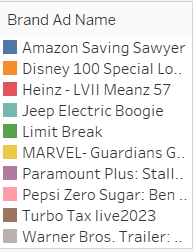 Brand Ad Name
Amazon Saving Sawyer
Disney 100 Special Lo..
Heinz - LVII Meanz 57
Jeep Electric Boogie
Limit Break
MARVEL- Guardians G..
Paramount Plus: Stall..
Pepsi Zero Sugar: Ben ..
Turbo Tax live2023
Warner Bros. Trailer: ..